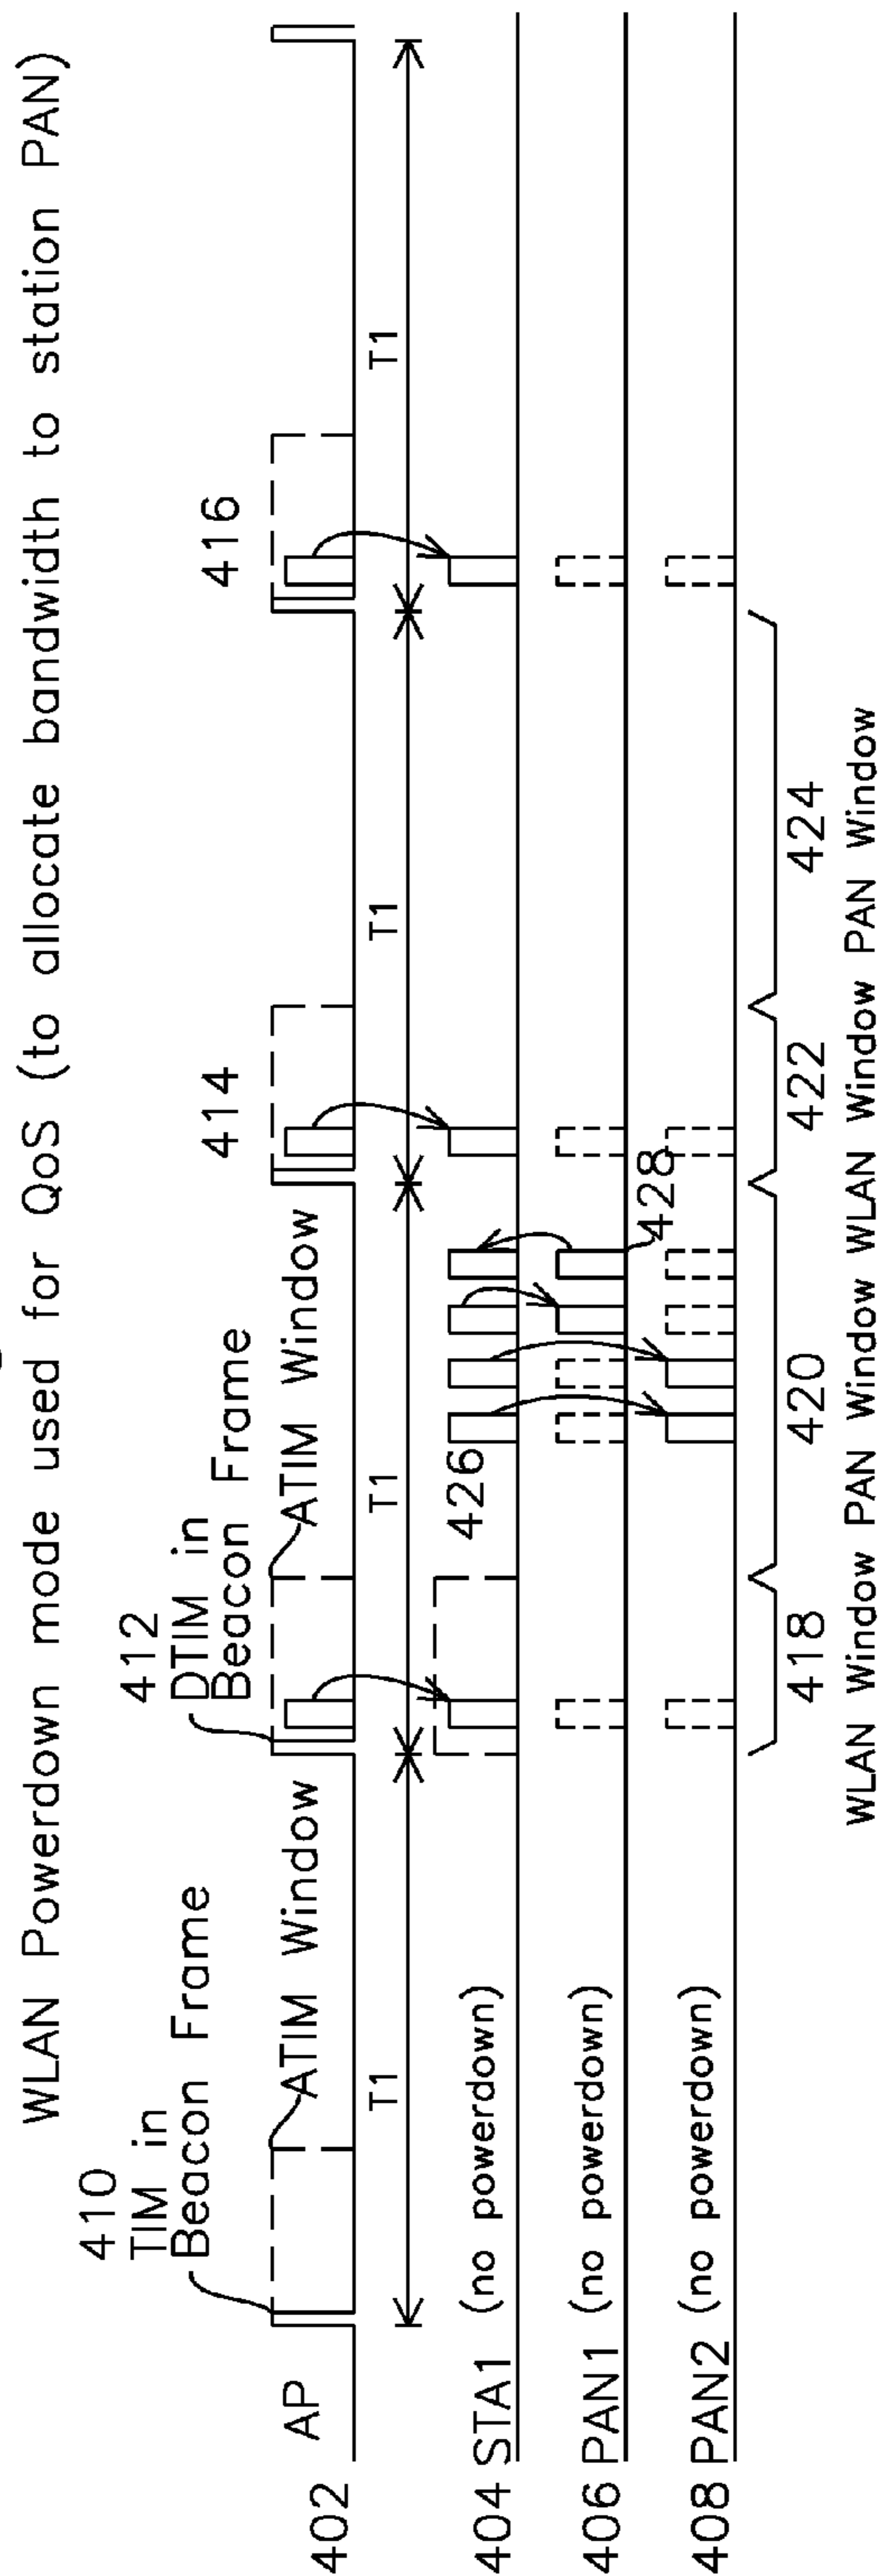 WLAN Powerdown mode used for QoS (to allocate bandwidth to station PAN)
410
TIM in
Beacon Frame
ATIM Window
412
DTIM in
Beacon Frame
ATIM Window
414
416
402
AP
T1
T1
T1
T1
404 STA1 (no powerdown)
426
406 PAN1 (no powerdown)
428
408 PAN2 (no powerdown)
418
420
422
424
WLAN Window PAN Window WLAN Window PAN Window